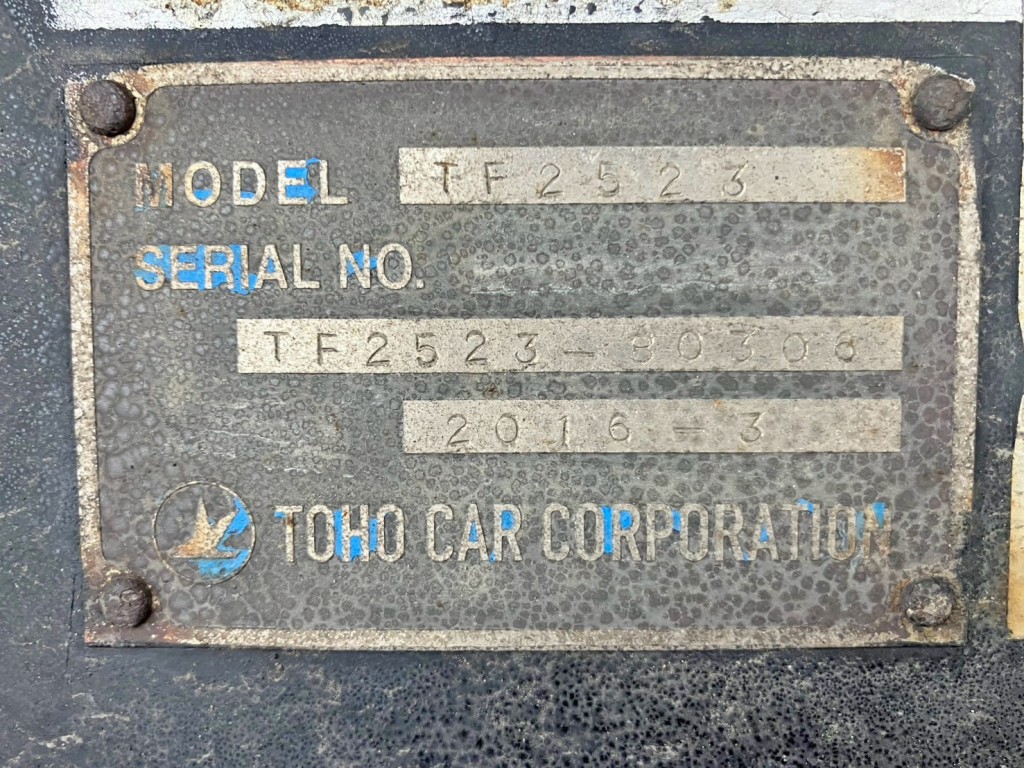 MODEL TF2523
SERIAL NO.
TF2523-80306
2016-3
TOHO CAR CORPORATION